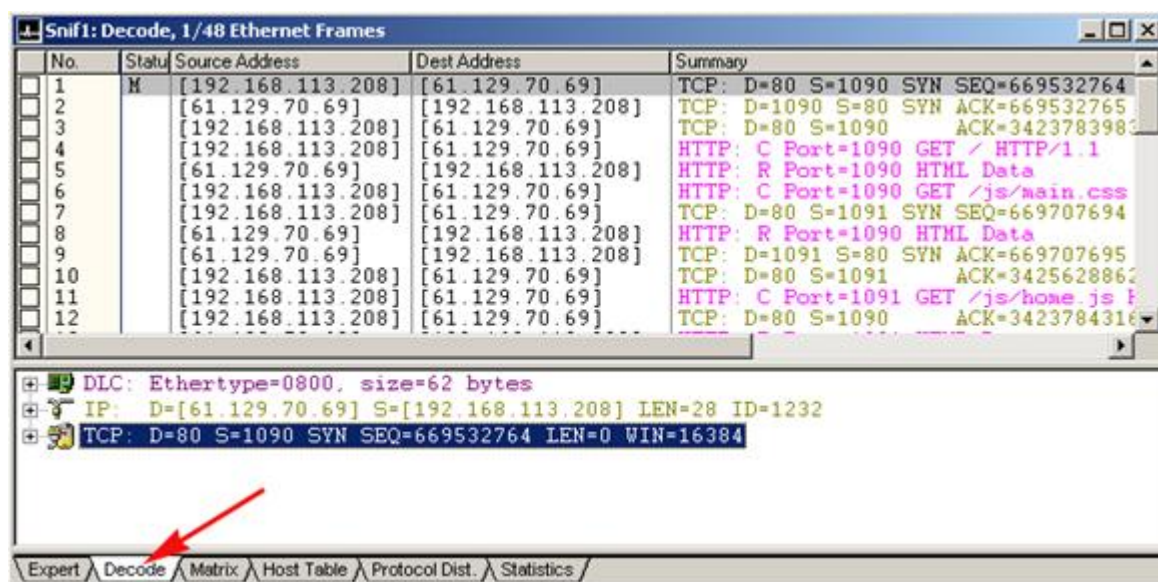 Snif1: Decode, 1/48 Ethernet Frames
No. Statu Source Address Dest Address Summary
1 M [192.168.113.208] [61.129.70.69] TCP: D=80 S=1090 SYN SEQ=669532764
2 [61.129.70.69] [192.168.113.208] TCP: D=1090 S=80 SYN ACK=669532765
3 [192.168.113.208] [61.129.70.69] TCP: D=80 S=1090 ACK=3423783983
4 [192.168.113.208] [61.129.70.69] HTTP: C Port=1090 GET / HTTP/1.1
5 [61.129.70.69] [192.168.113.208] HTTP: R Port=1090 HTML Data
6 [192.168.113.208] [61.129.70.69] HTTP: C Port=1090 GET /js/main.css
7 [192.168.113.208] [61.129.70.69] TCP: D=80 S=1091 SYN SEQ=669707694
8 [61.129.70.69] [192.168.113.208] HTTP: R Port=1090 HTML Data
9 [61.129.70.69] [192.168.113.208] TCP: D=1091 S=80 SYN ACK=669707695
10 [192.168.113.208] [61.129.70.69] TCP: D=80 S=1091 ACK=3425628862
11 [192.168.113.208] [61.129.70.69] HTTP: C Port=1091 GET /js/home.js
12 [192.168.113.208] [61.129.70.69] TCP: D=80 S=1090 ACK=3423784316
DLC: Ethertype=0800, size=62 bytes
IP: D=[61.129.70.69] S=[192.168.113.208] LEN=28 ID=1232
TCP: D=80 S=1090 SYN SEQ=669532764 LEN=0 WIN=16384
Expert Decode Matrix Host Table Protocol Dist. Statistics